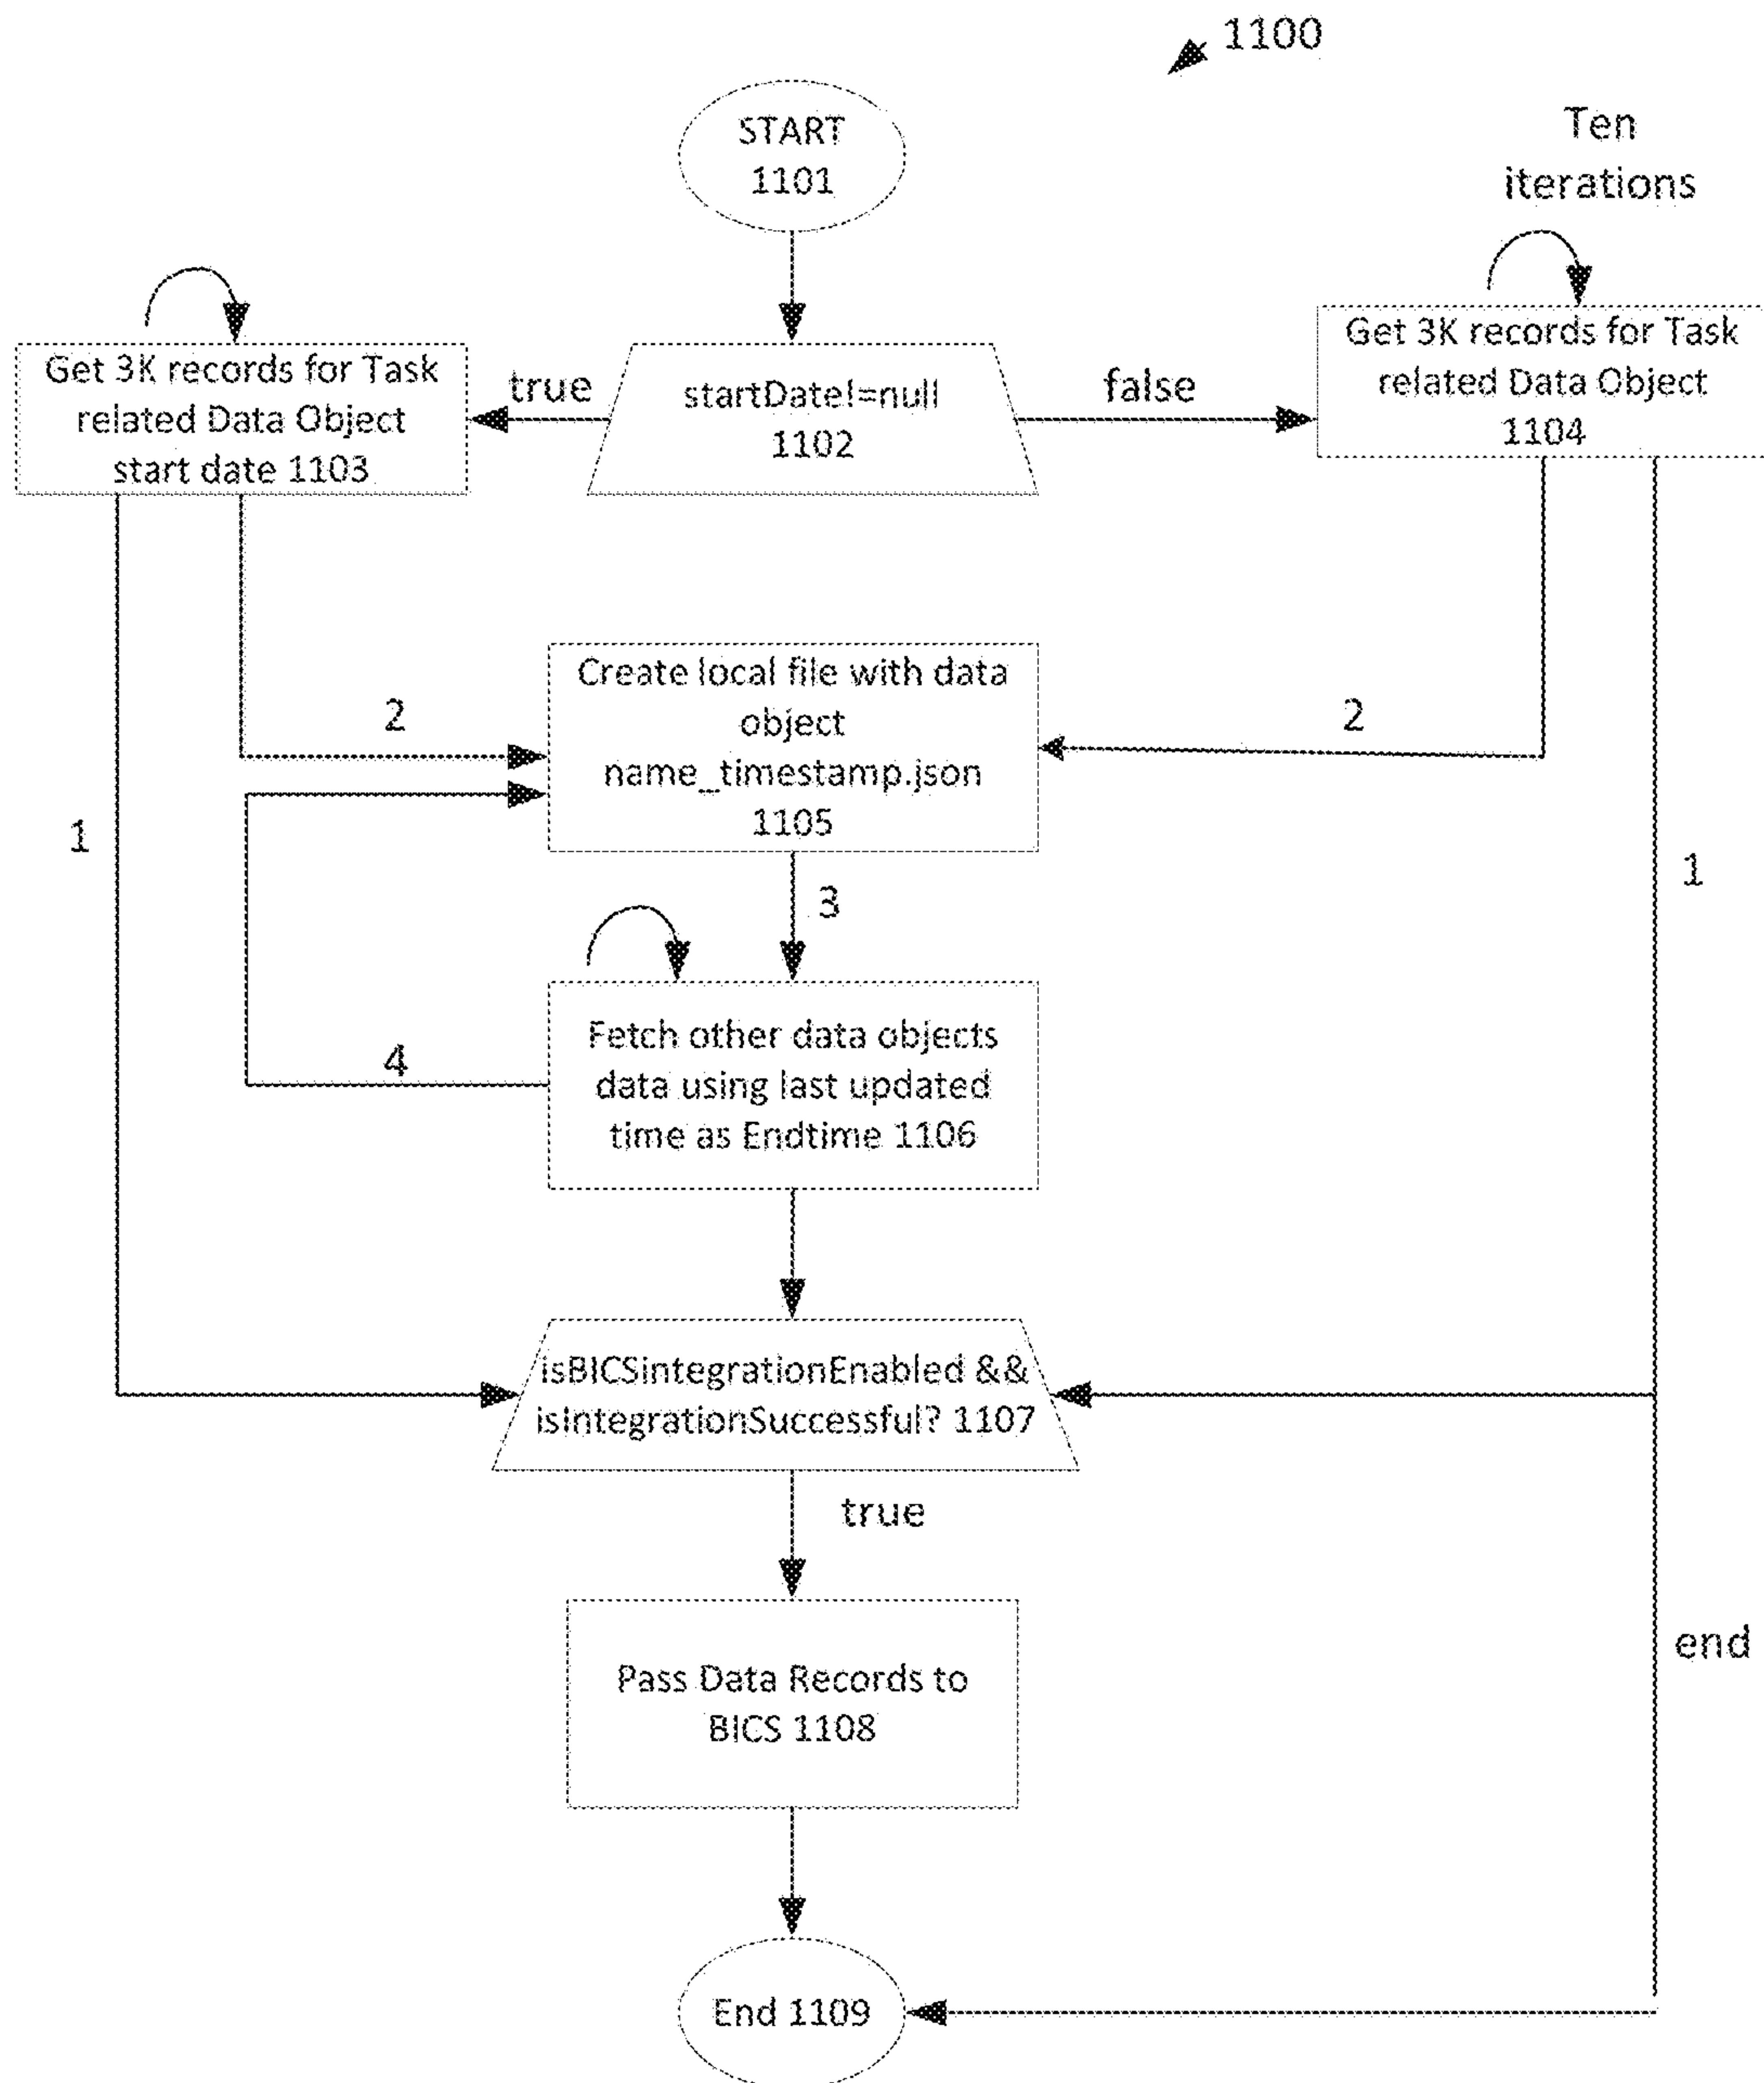 1100
START
1101
Ten
iterations
Get 3K records for Task
related Data Object
start date 1103
true
startDate!=null
1102
false
Get 3K records for Task
related Data Object
1104
Create local file with data
object
name_timestamp.json
1105
2
2
1
1
3
Fetch other data objects
data using last updated
time as Endtime 1106
4
isBICSintegrationEnabled &&
isIntegrationSuccessful? 1107
true
Pass Data Records to
BICS 1108
end
End 1109